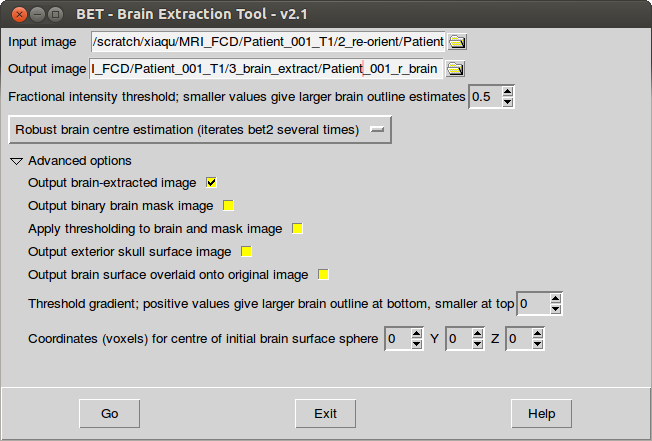 BET - Brain Extraction Tool - v2.1
Input image /scratch/xiaqu/MRI_FCD/Patient_001_T1/2_re-orient/Patient
Output image I_FCD/Patient_001_T1/3_brain_extract/Patient_001_r_brain
Fractional intensity threshold; smaller values give larger brain outline estimates 0.5
Robust brain centre estimation (iterates bet2 several times)
Advanced options
Output brain-extracted image
Output binary brain mask image
Apply thresholding to brain and mask image
Output exterior skull surface image
Output brain surface overlaid onto original image
Threshold gradient; positive values give larger brain outline at bottom, smaller at top 0
Coordinates (voxels) for centre of initial brain surface sphere 0 Y 0 Z 0
Go Exit Help